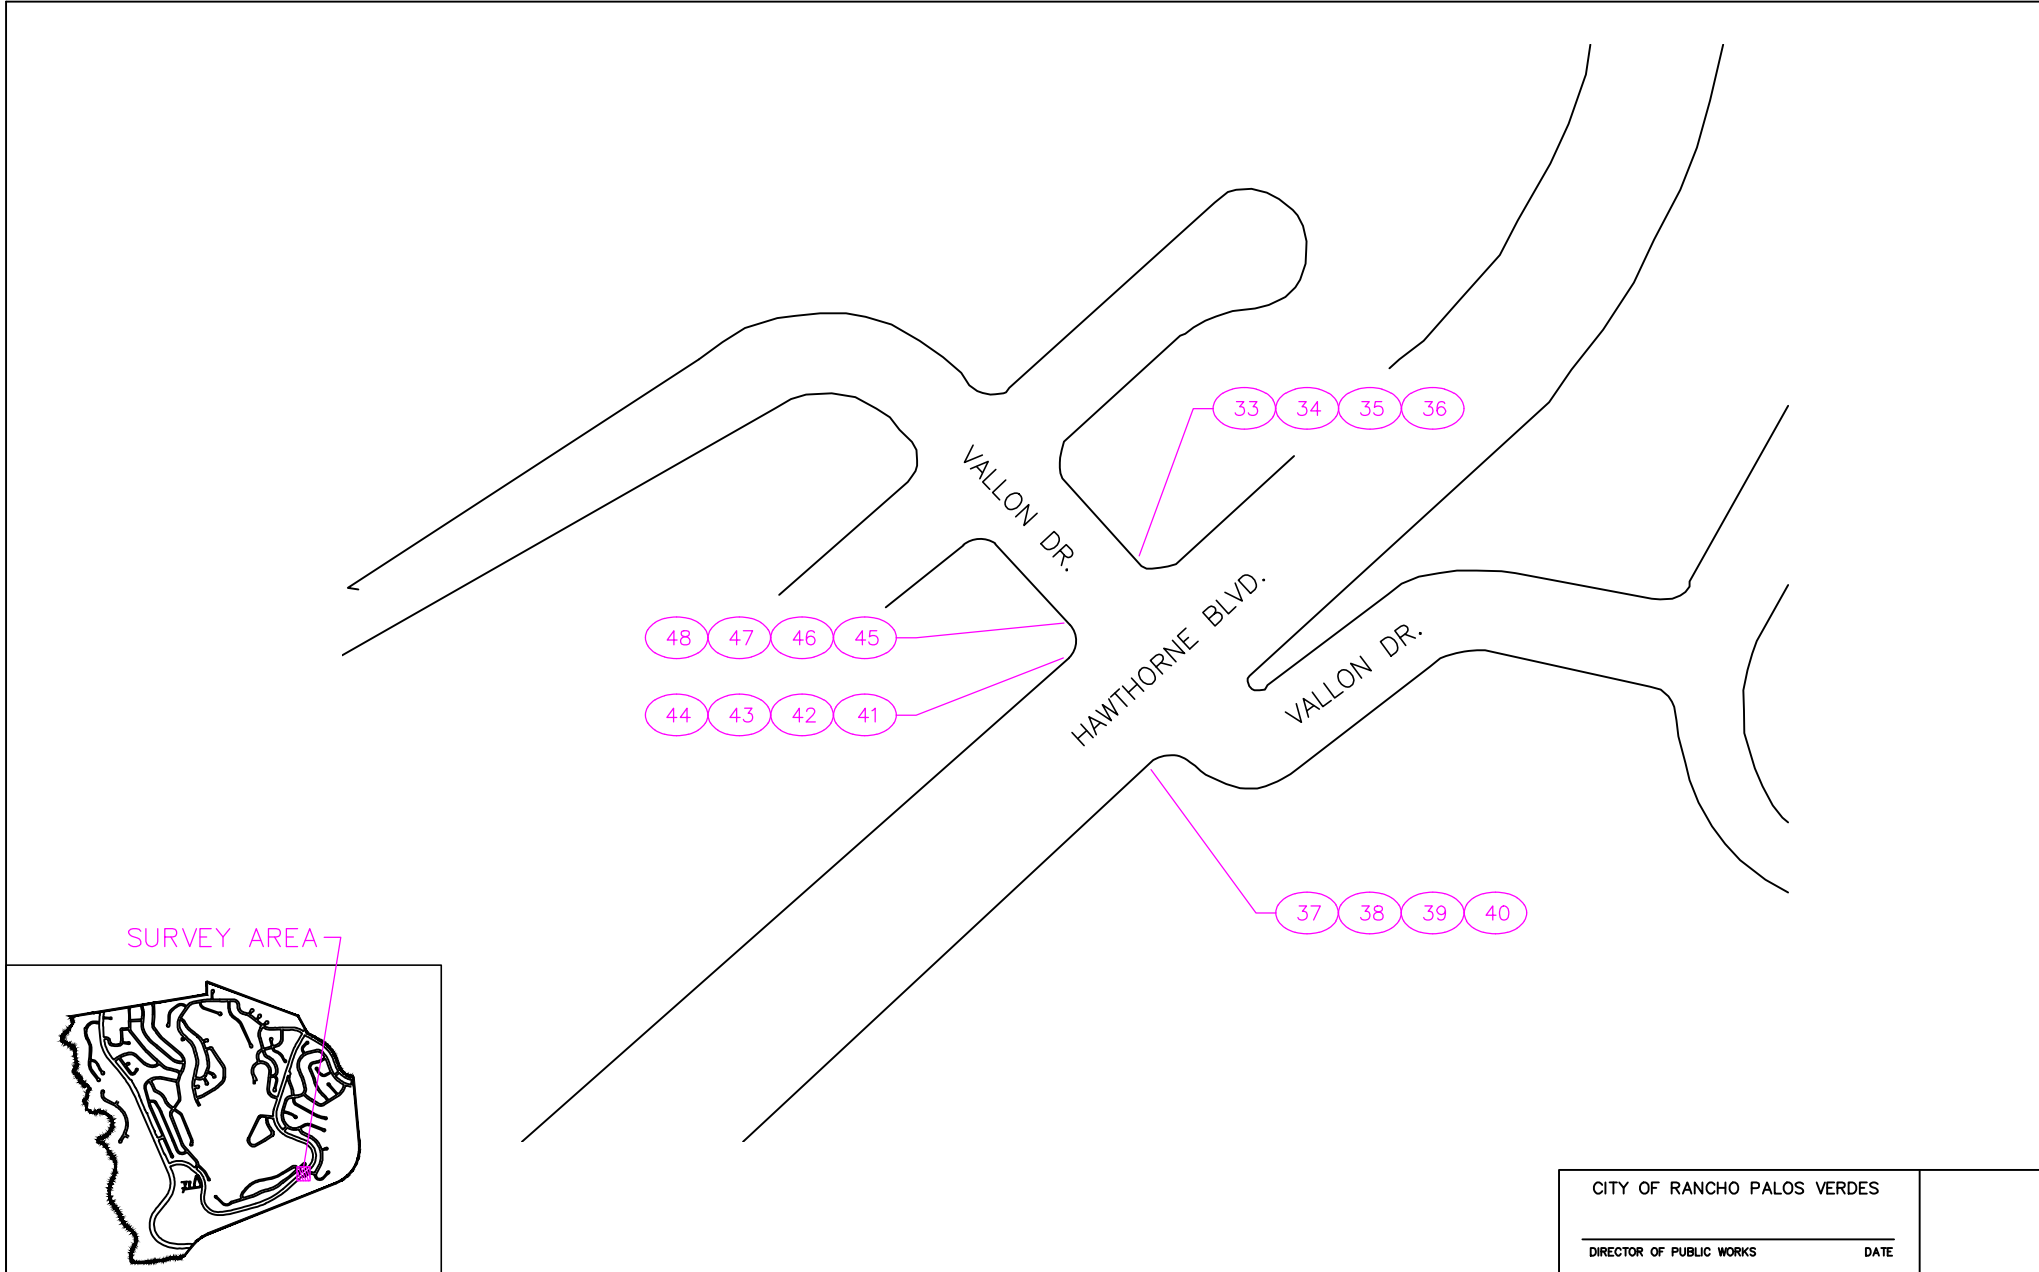 33 34 35 36
VALLON DR.
HAWTHORNE BLVD.
48 47 46 45
VALLON DR.
44 43 42 41
37 38 39 40
SURVEY AREA
CITY OF RANCHO PALOS VERDES
DIRECTOR OF PUBLIC WORKS DATE